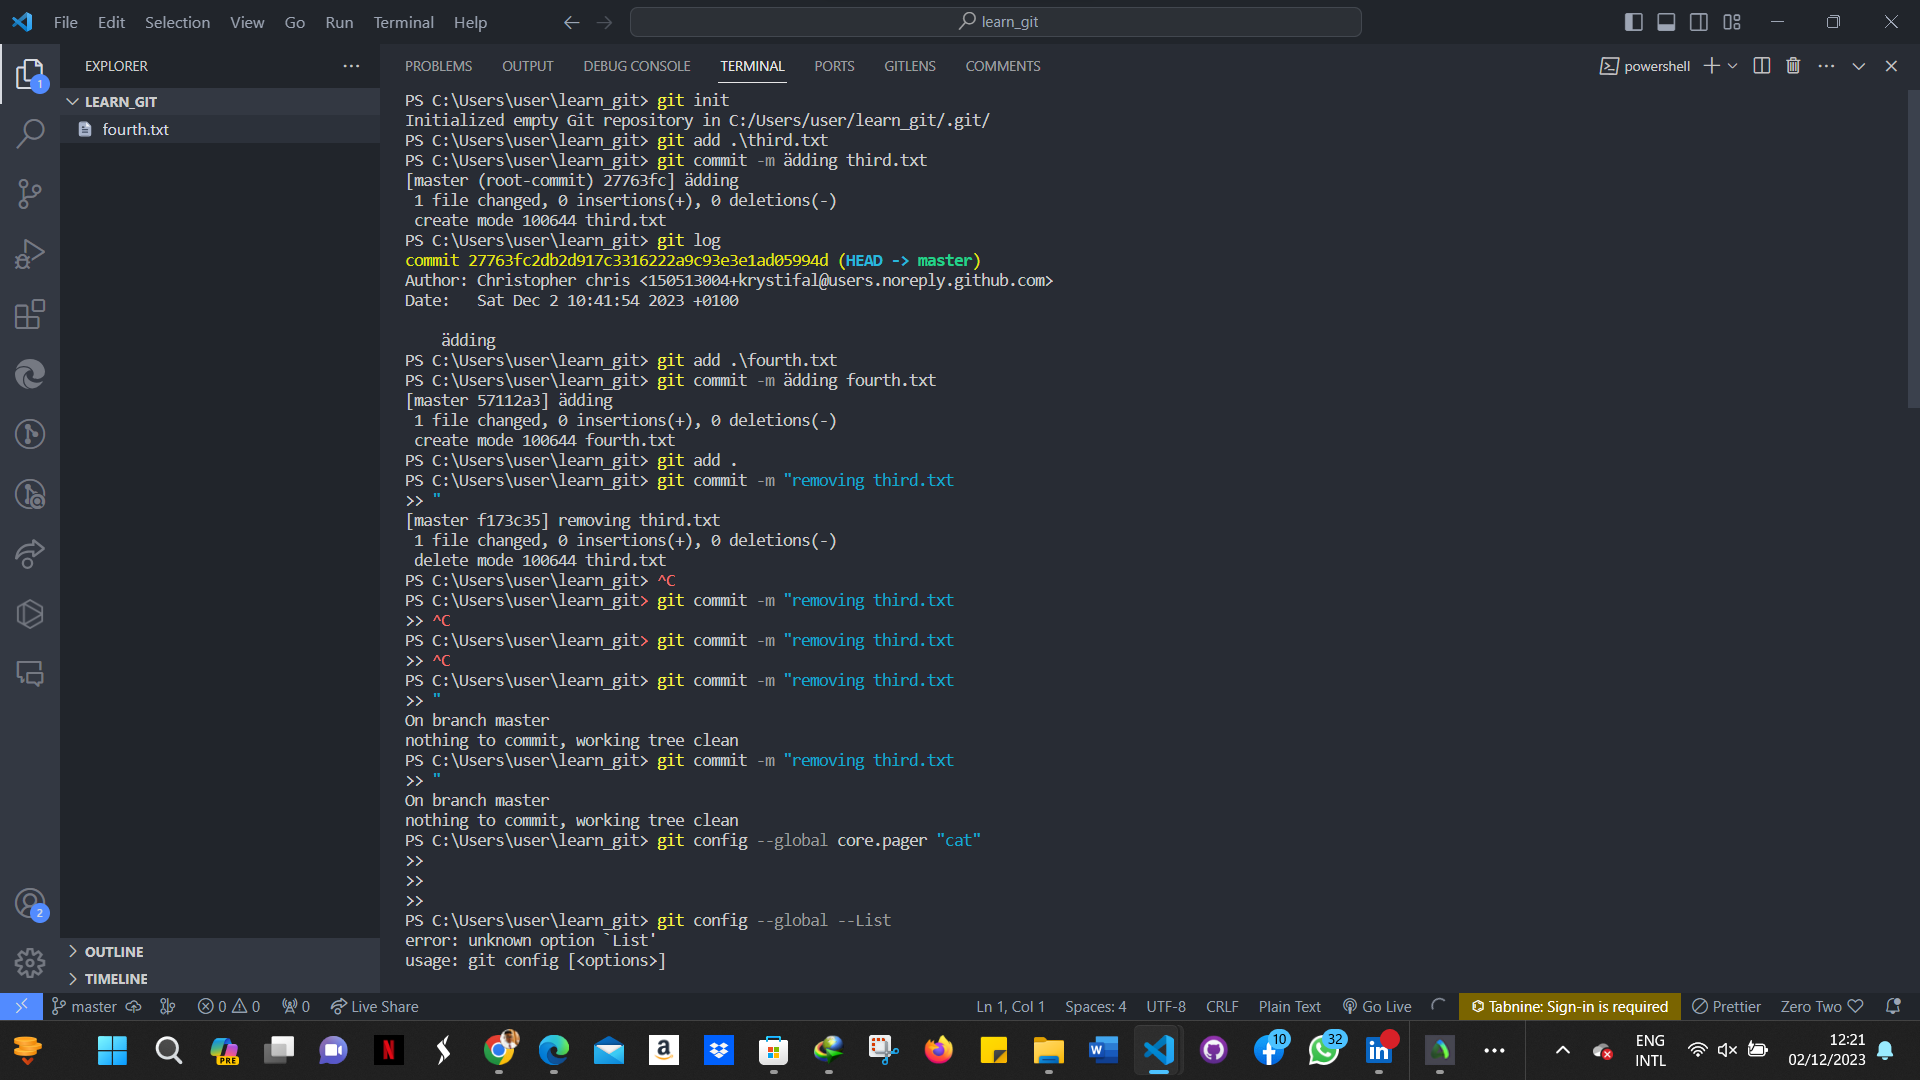 File Edit Selection View Go Run Terminal Help
learn_git
EXPLORER
LEARN_GIT
fourth.txt
OUTLINE
TIMELINE
PROBLEMS OUTPUT DEBUG CONSOLE TERMINAL PORTS GITLENS COMMENTS
powershell
PS C:\Users\user\learn_git> git init
Initialized empty Git repository in C:/Users/user/learn_git/.git/
PS C:\Users\user\learn_git> git add .\third.txt
PS C:\Users\user\learn_git> git commit -m ädding third.txt
[master (root-commit) 27763fc] ädding
1 file changed, 0 insertions(+), 0 deletions(-)
create mode 100644 third.txt
PS C:\Users\user\learn_git> git log
commit 27763fc2db2d917c3316222a9c93e3e1ad05994d (HEAD -> master)
Author: Christopher chris <150513004+krystifal@users.noreply.github.com>
Date:   Sat Dec 2 10:41:54 2023 +0100
ädding
PS C:\Users\user\learn_git> git add .\fourth.txt
PS C:\Users\user\learn_git> git commit -m ädding fourth.txt
[master 57112a3] ädding
1 file changed, 0 insertions(+), 0 deletions(-)
create mode 100644 fourth.txt
PS C:\Users\user\learn_git> git add .
PS C:\Users\user\learn_git> git commit -m "removing third.txt
>> "
[master f173c35] removing third.txt
1 file changed, 0 insertions(+), 0 deletions(-)
delete mode 100644 third.txt
PS C:\Users\user\learn_git> ^C
PS C:\Users\user\learn_git> git commit -m "removing third.txt
>> ^C
PS C:\Users\user\learn_git> git commit -m "removing third.txt
>> ^C
PS C:\Users\user\learn_git> git commit -m "removing third.txt
>> "
On branch master
nothing to commit, working tree clean
PS C:\Users\user\learn_git> git commit -m "removing third.txt
>> "
On branch master
nothing to commit, working tree clean
PS C:\Users\user\learn_git> git config --global core.pager "cat"
>>
>>
>>
PS C:\Users\user\learn_git> git config --global --List
error: unknown option `List'
usage: git config [<options>]
1
2
master 0 0 0 Live Share
Ln 1, Col 1 Spaces: 4 UTF-8 CRLF Plain Text Go Live Tabnine: Sign-in is required Prettier Zero Two
PRE
N
a
W
10
32
in
ENG
INTL
12:21
02/12/2023